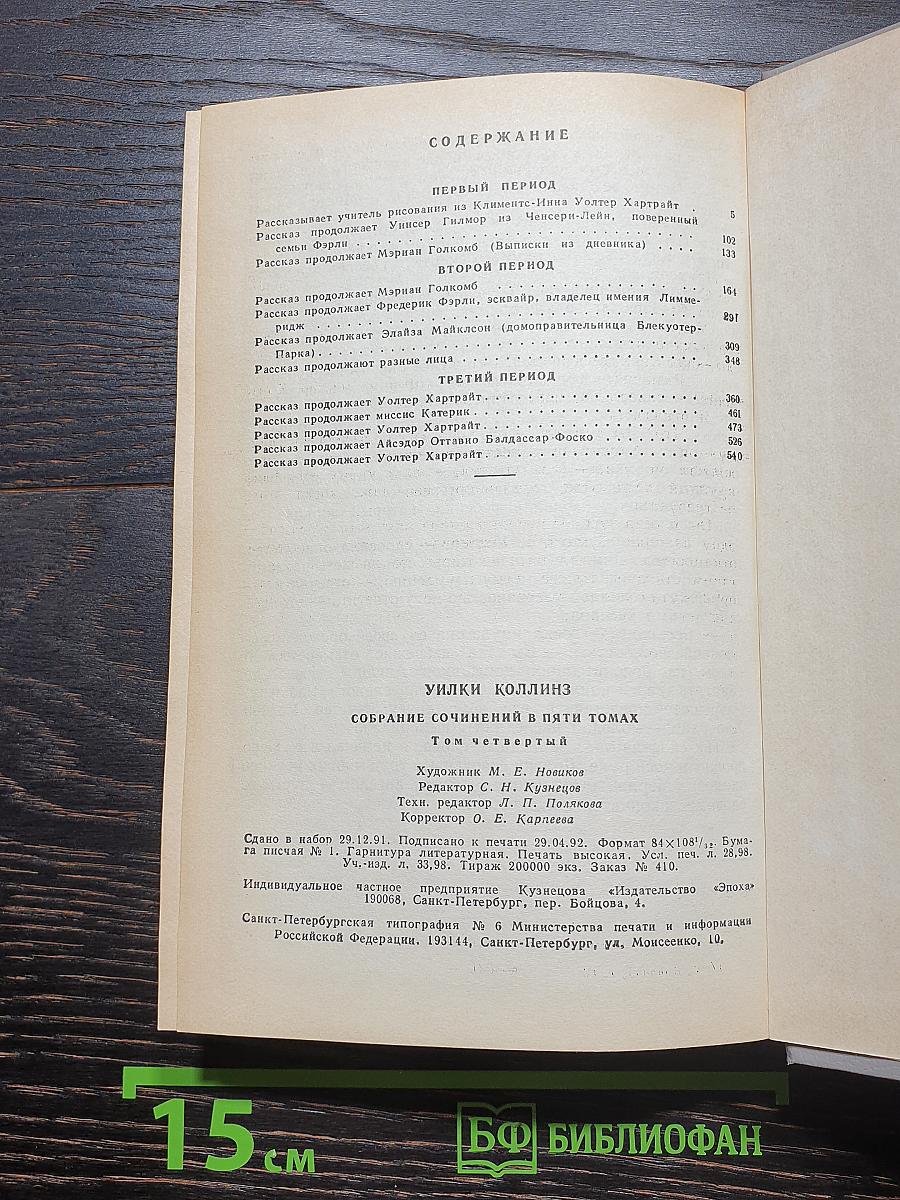 СОДЕРЖАНИЕ
ПЕРВЫЙ ПЕРИОД
Рассказывает учитель рисования из Климентс-Инна Уолтер Хартрайт 5
Рассказ продолжает Уинсер Гилмор из Ченсери-Лейн, поверенный
семьи Фэрли . . . . . . . . . . . . . . . . . . . . 102
Рассказ продолжает Мэриан Голкомб (Выписки из дневника) . . . . 133
ВТОРОЙ ПЕРИОД
Рассказ продолжает Мэриан Голкомб . . . . . . . . 164
Рассказ продолжает Фредерик Фэрли, эсквайр, владелец имения Лимме-
ридж . . . . . . . . . . . . . . . . . . . . . . 291
Рассказ продолжает Элайза Майклсон (домоправительница Блекуотер-
Парка) . . . . . . . . . . . . . . . . . . . . . . 309
Рассказ продолжают разные лица . . . . . . . . . . . . . 348
ТРЕТИЙ ПЕРИОД
Рассказ продолжает Уолтер Хартрайт . . . . . . . . . . . . 360
Рассказ продолжает миссис Катерик . . . . . . . . . . . . . 461
Рассказ продолжает Уолтер Хартрайт . . . . . . . . . . . . 473
Рассказ продолжает Айсэдор Оттавио Балдассар Фоско . . . . . . 526
Рассказ продолжает Уолтер Хартрайт . . . . . . . . . . . . 540
УИЛКИ КОЛЛИНЗ
СОБРАНИЕ СОЧИНЕНИЙ В ПЯТИ ТОМАХ
Том четвертый
Художник М. Е. Новиков
Редактор С. Н. Кузнецов
Техн. редактор Л. П. Полякова
Корректор О. Е. Карпеева
Сдано в набор 29.12.91. Подписано к печати 29.04.92. Формат 84×108¹/₃₂. Бума-
га писчая № 1. Гарнитура литературная. Печать высокая. Усл. печ. л. 28,98.
Уч.-изд. л. 33,98. Тираж 200000 экз. Заказ № 410.
Индивидуальное частное предприятие Кузнецова «Издательство «Эпоха»
190068, Санкт-Петербург, пер. Бойцова, 4.
Санкт-Петербургская типография № 6 Министерства печати и информации
Российской Федерации. 193144, Санкт-Петербург, ул. Моисеенко, 10.
15 см
БФ БИБЛИОФАН